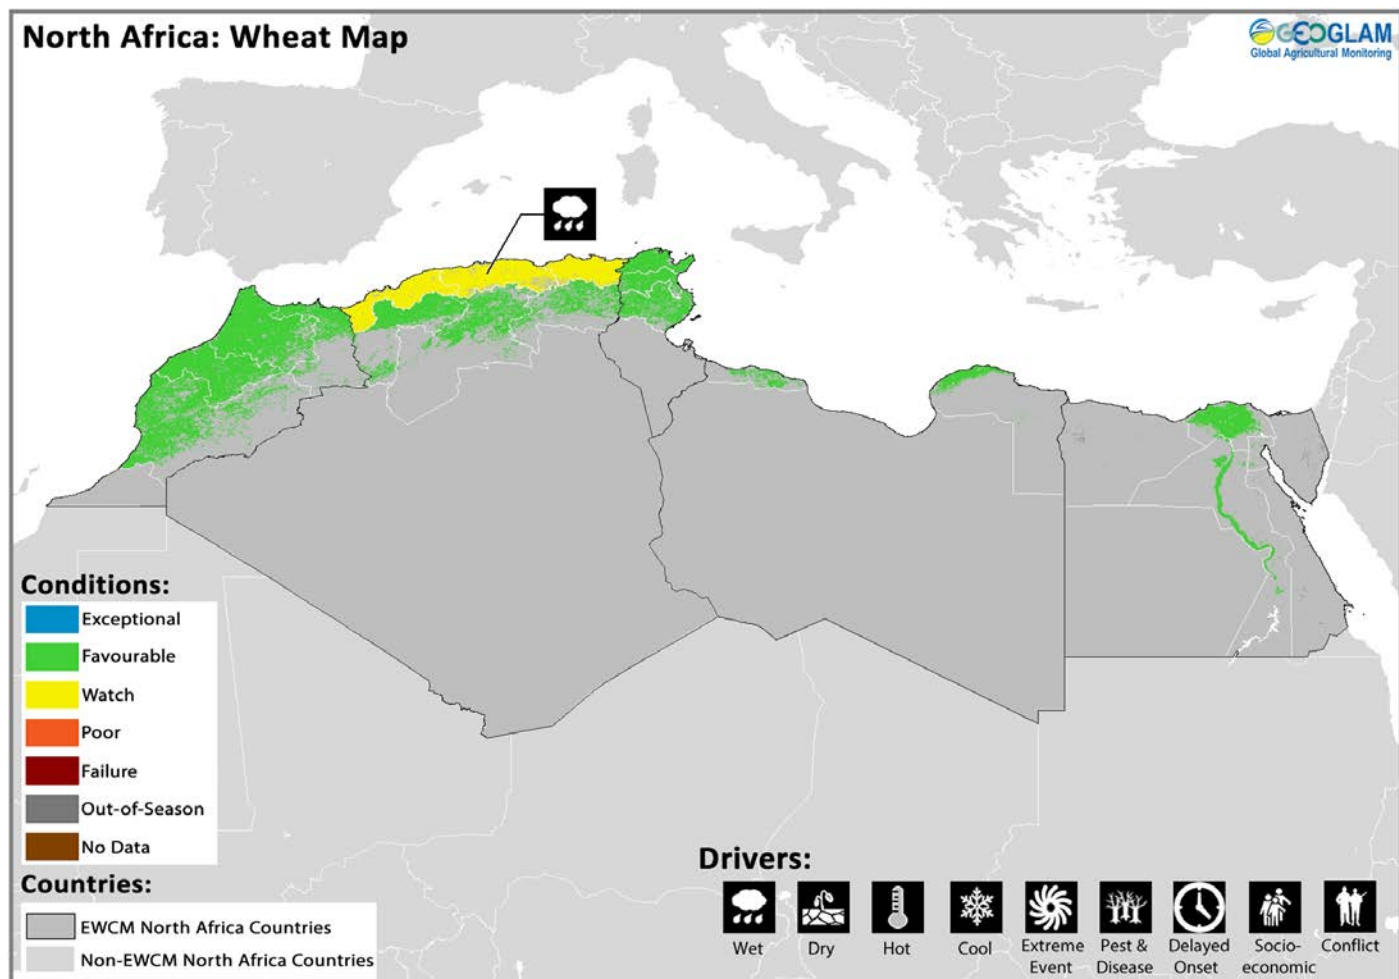 North Africa: Wheat Map
GEOGLAM
Global Agricultural Monitoring
Conditions:
Exceptional
Favourable
Watch
Poor
Failure
Out-of-Season
No Data
Countries:
EWCM North Africa Countries
Non-EWCM North Africa Countries
Drivers:
Wet
Dry
Hot
Cool
Extreme
Event
Pest &
Disease
Delayed
Onset
Socio-
economic
Conflict